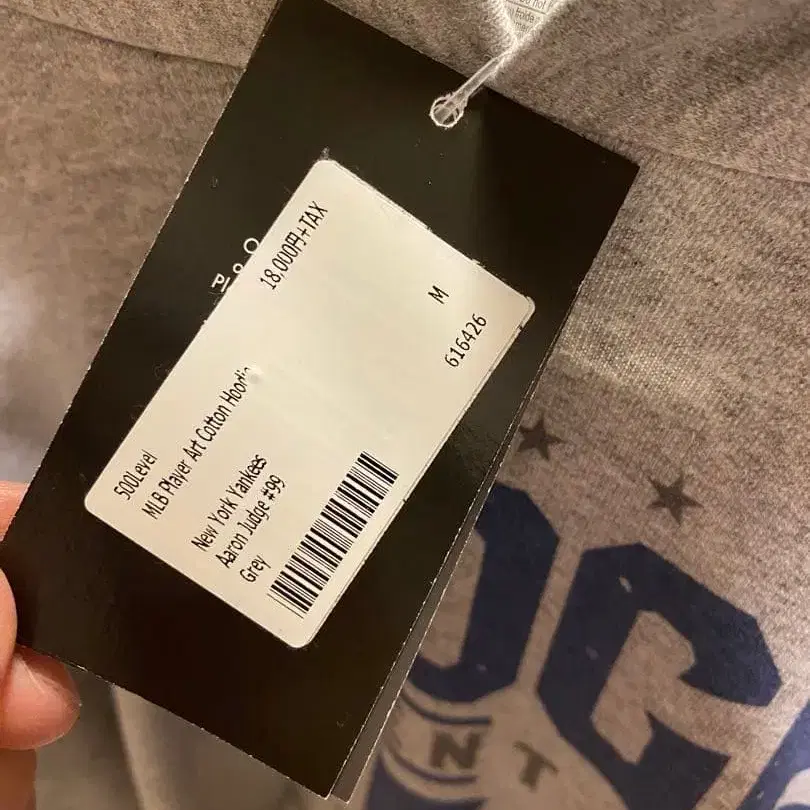 500Level
MLB Player Art Cotton Hoodie
New York Yankees
Aaron Judge #99
Grey
18,000円+TAX
M
616426
NT